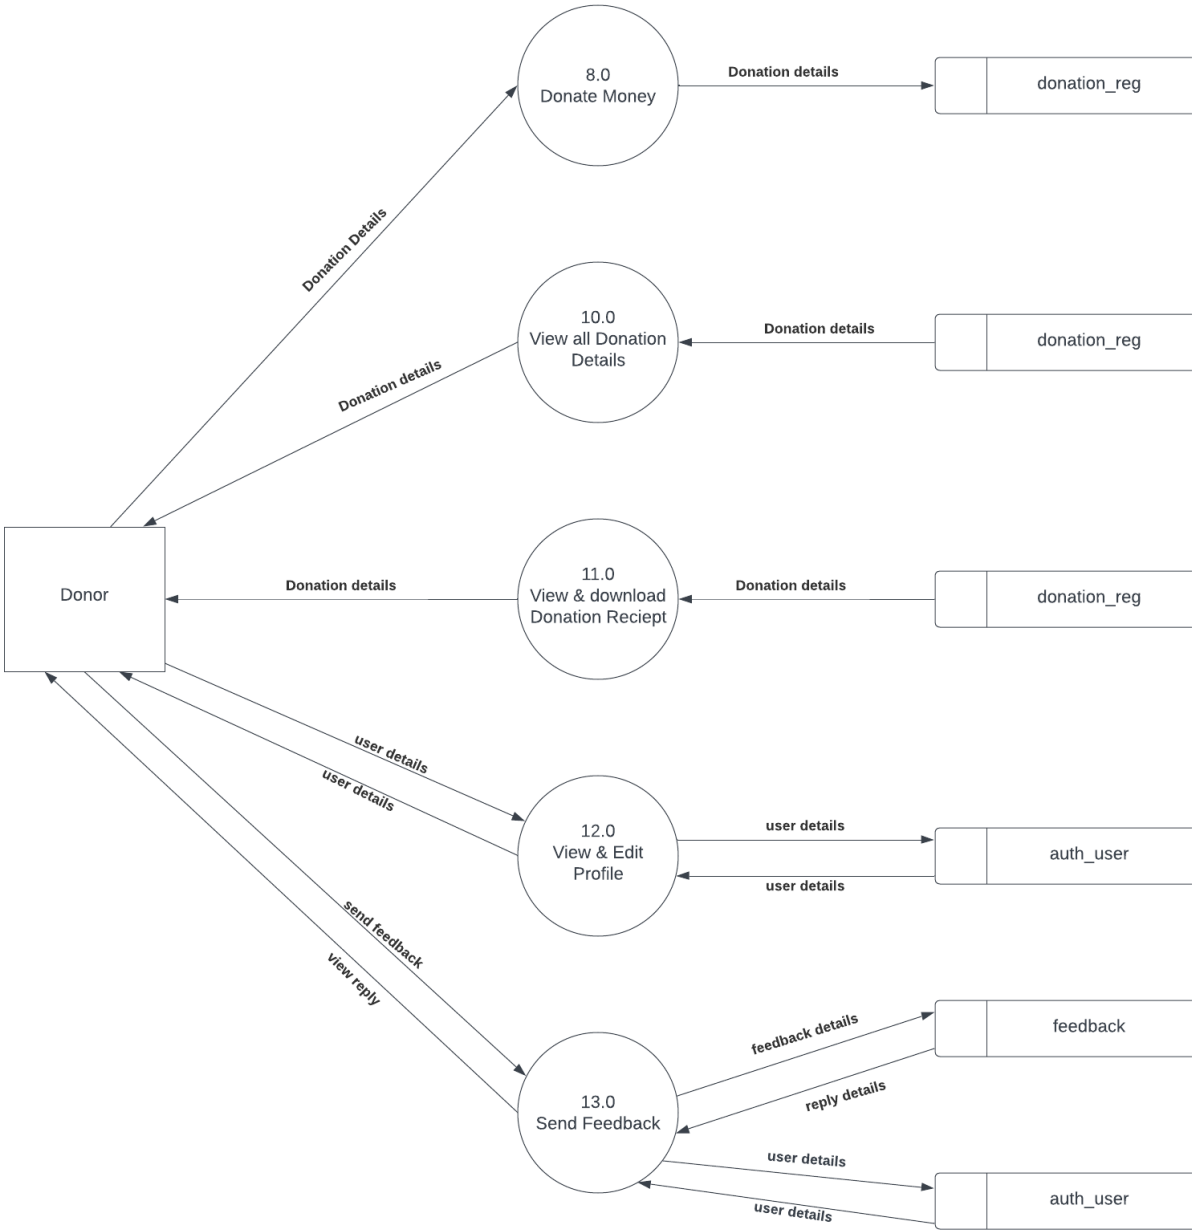 8.0
Donate Money
Donation details
donation_reg
Donation Details
10.0
View all Donation
Details
Donation details
donation_reg
Donation details
Donor
Donation details
11.0
View & download
Donation Reciept
Donation details
donation_reg
user details
user details
12.0
View & Edit
Profile
user details
user details
auth_user
send feedback
view reply
13.0
Send Feedback
feedback details
reply details
feedback
user details
user details
auth_user